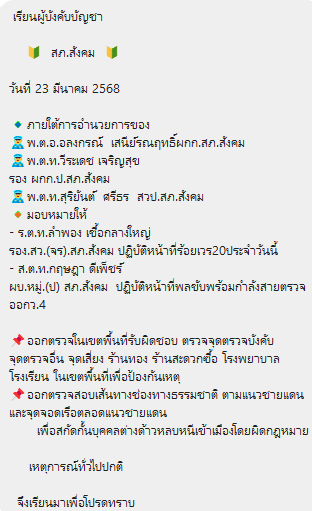 เรียนผู้บังคับบัญชา
🔰 สภ.สังคม 🔰
วันที่ 23 มีนาคม 2568
🔹ภายใต้การอำนวยการของ
👮พ.ต.อ.อลงกรณ์ เสนีย์รณฤทธิ์ผกก.สภ.สังคม
👮พ.ต.ท.วีระเดช เจริญสุข
รอง ผกก.ป.สภ.สังคม
👮พ.ต.ท.สุริยันต์ ศรีธร สวป.สภ.สังคม
🔸มอบหมายให้
- ร.ต.ท.ลำพอง เชื้อกลางใหญ่
รอง.สว.(จร).สภ.สังคม ปฏิบัติหน้าที่ร้อยเวร20ประจำวันนี้
- ส.ต.ท.กฤษฎา ดีเพ็ชร์
ผบ.หมู่.(ป) สภ.สังคม ปฏิบัติหน้าที่พลขับพร้อมกำลังสายตรวจ
ออกว.4
📌ออกตรวจในเขตพื้นที่รับผิดชอบ ตรวจจุดตรวจบังคับ
จุดตรวจอื่น จุดเสี่ยง ร้านทอง ร้านสะดวกซื้อ โรงพยาบาล
โรงเรียน ในเขตพื้นที่เพื่อป้องกันเหตุ
📌ออกตรวจสอบเส้นทางช่องทางธรรมชาติ ตามแนวชายแดน
และจุดจอดเรือตลอดแนวชายแดน
เพื่อสกัดกั้นบุคคลต่างด้าวหลบหนีเข้าเมืองโดยผิดกฎหมาย
เหตุการณ์ทั่วไปปกติ
จึงเรียนมาเพื่อโปรดทราบ